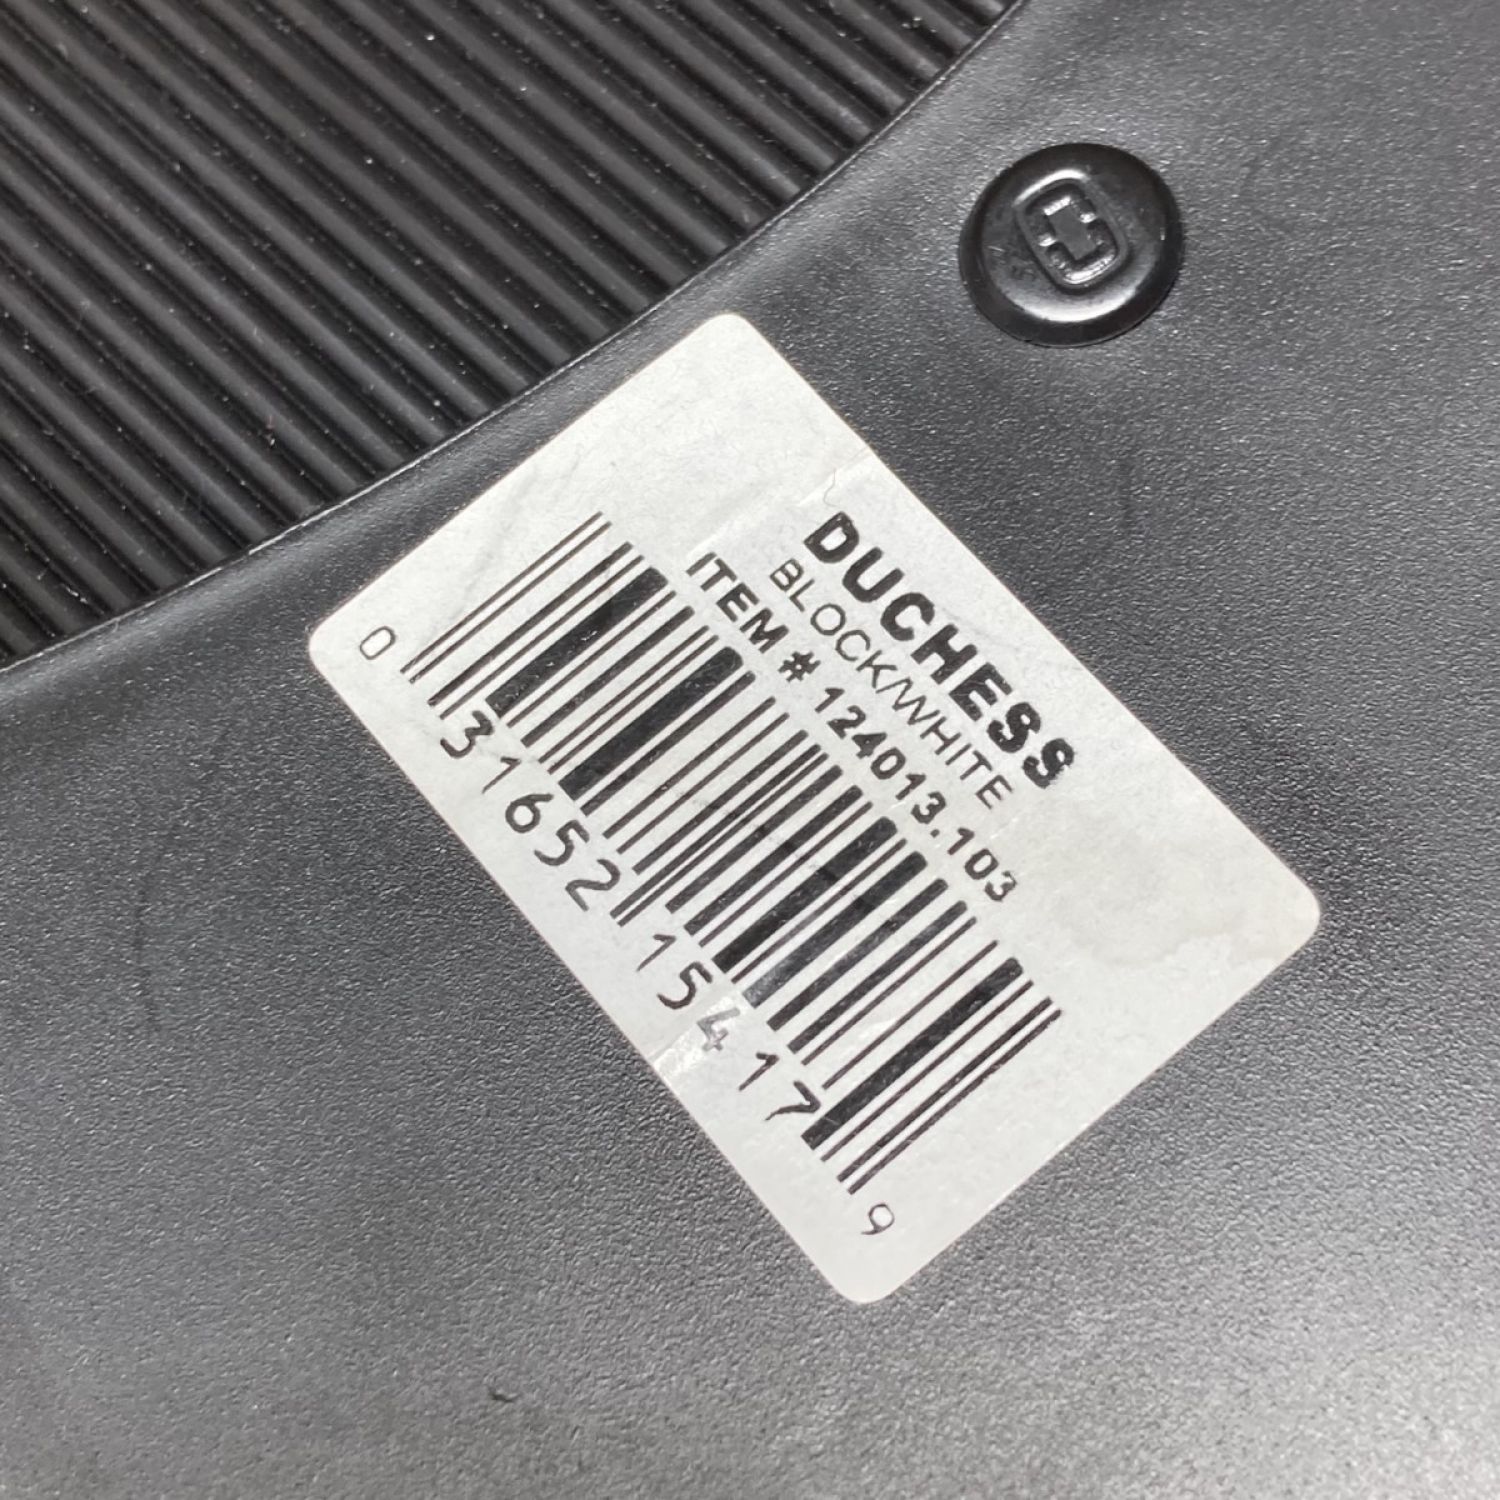 DUCHESS
BLOCK/WHITE
ITEM # 124013.103
0 31652 15417 9